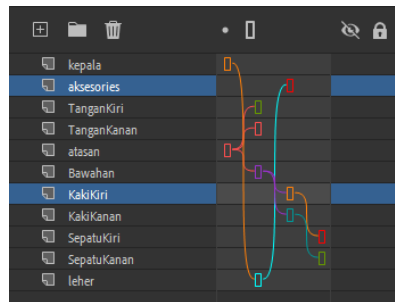 kepala
aksesories
TanganKiri
TanganKanan
atasan
Bawahan
KakiKiri
KakiKanan
SepatuKiri
SepatuKanan
leher